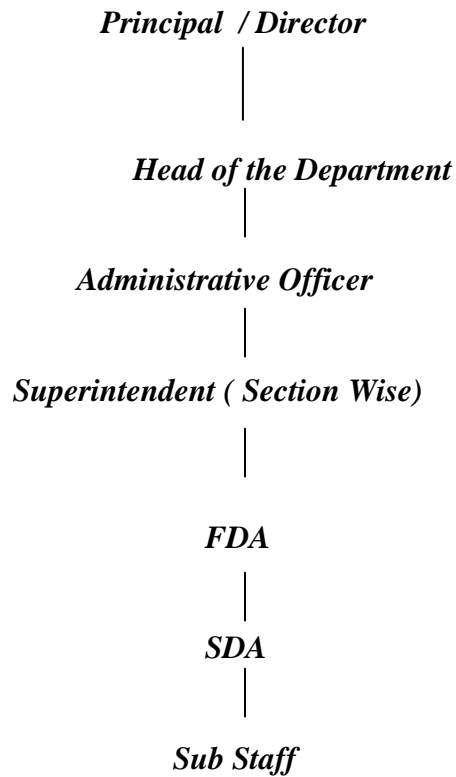 Principal / Director
Head of the Department
Administrative Officer
Superintendent ( Section Wise)
FDA
SDA
Sub Staff